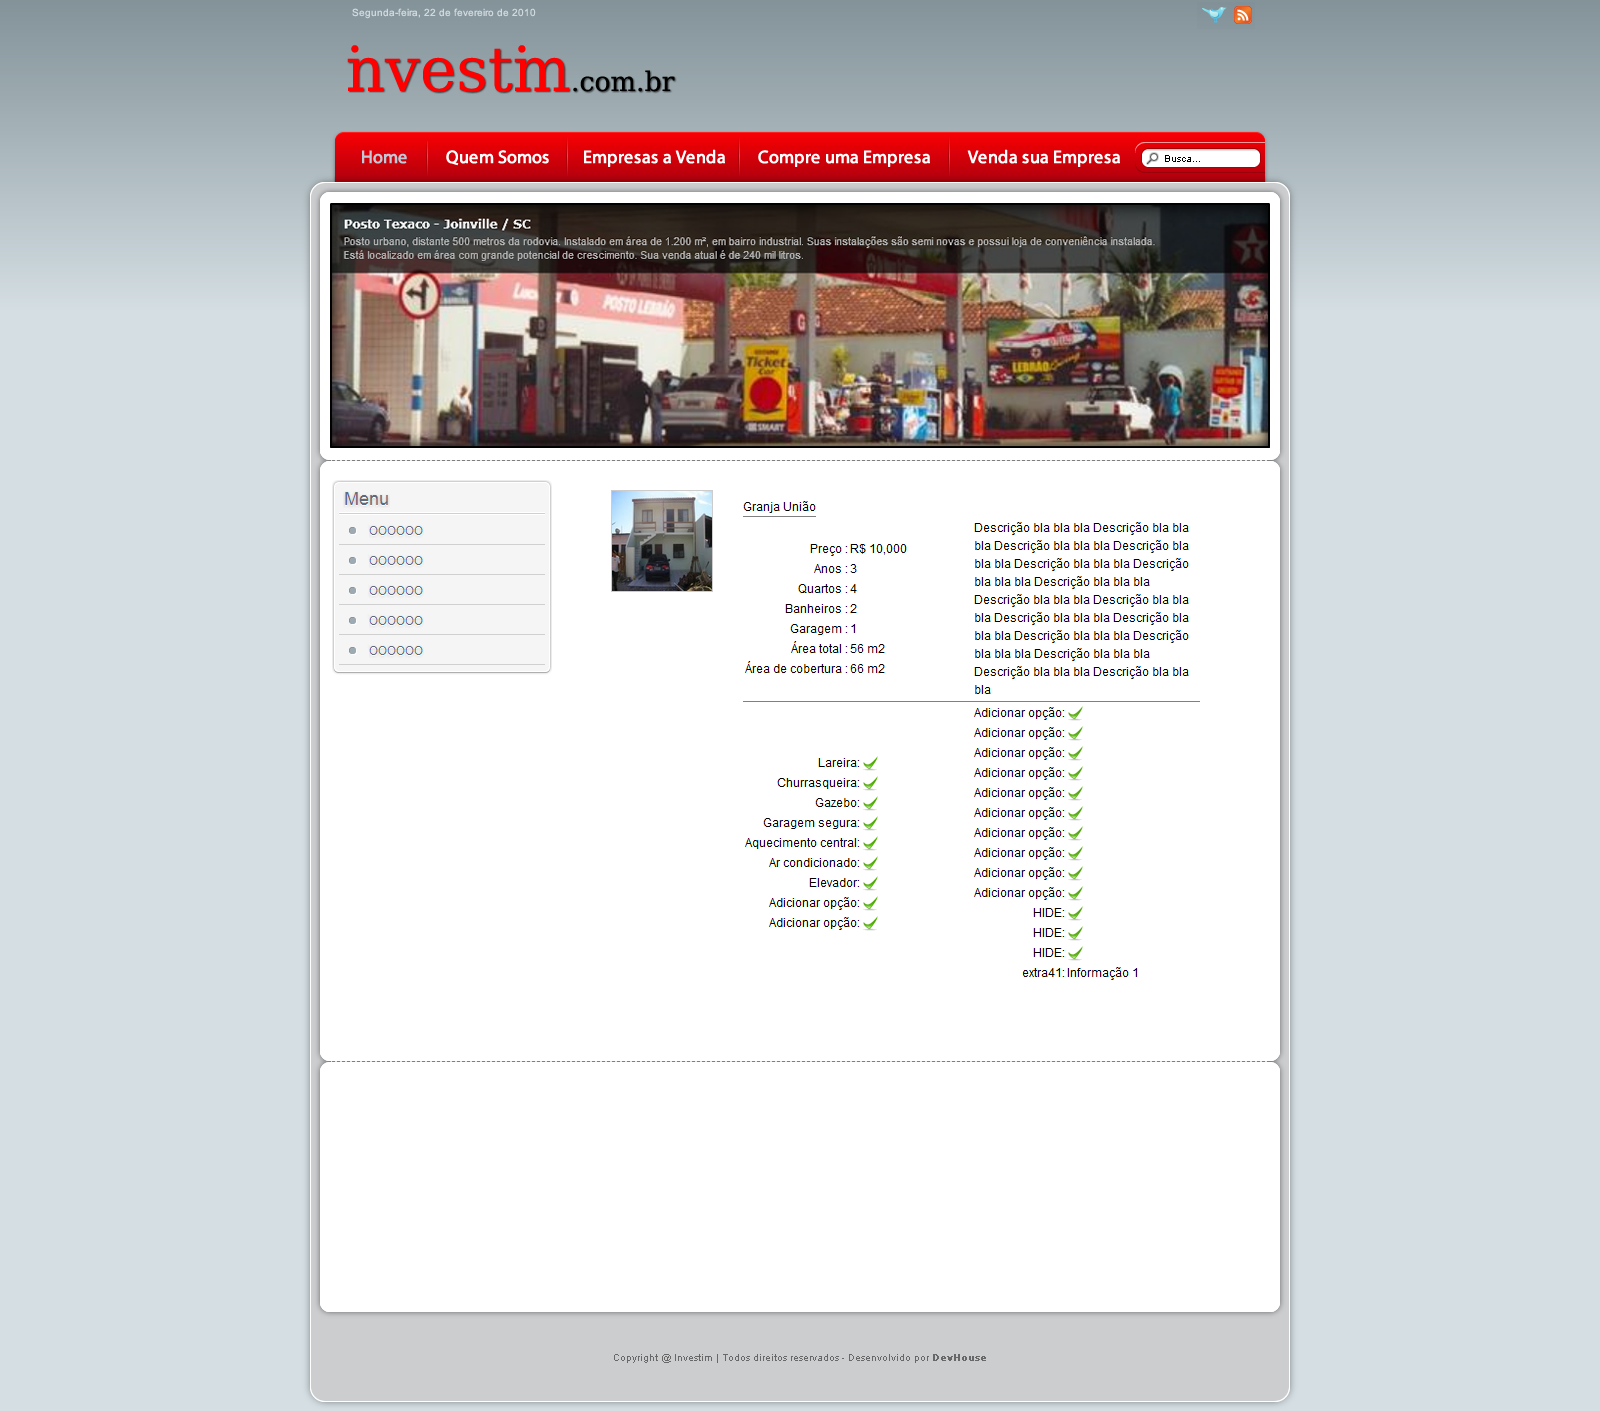 Segunda-feira, 22 de fevereiro de 2010
investim.com.br
Home
Quem Somos
Empresas a Venda
Compre uma Empresa
Venda sua Empresa
Busca...
Posto Texaco - Joinville / SC
Posto urbano, distante 500 metros da rodovia. Instalado em área de 1.200 m², em bairro industrial. Suas instalações são semi novas e possui loja de conveniência instalada.
Está localizado em área com grande potencial de crescimento. Sua venda atual é de 240 mil litros.
POSTO LEBRÃO
Ticket
Car
SMART
LEBRÃO
Menu
OOOOOO
OOOOOO
OOOOOO
OOOOOO
OOOOOO
Granja União
Preço : R$ 10,000
Anos : 3
Quartos : 4
Banheiros : 2
Garagem : 1
Área total : 56 m2
Área de cobertura : 66 m2
Descrição bla bla bla Descrição bla bla
bla Descrição bla bla bla Descrição bla
bla bla Descrição bla bla bla Descrição
bla bla bla Descrição bla bla bla
Descrição bla bla bla Descrição bla bla
bla Descrição bla bla bla Descrição bla
bla bla Descrição bla bla bla Descrição
bla bla bla Descrição bla bla bla
Descrição bla bla bla Descrição bla bla
bla
Lareira:
Churrasqueira:
Gazebo:
Garagem segura:
Aquecimento central:
Ar condicionado:
Elevador:
Adicionar opção:
Adicionar opção:
Adicionar opção:
Adicionar opção:
Adicionar opção:
Adicionar opção:
Adicionar opção:
Adicionar opção:
Adicionar opção:
Adicionar opção:
Adicionar opção:
Adicionar opção:
HIDE:
HIDE:
HIDE:
extra41: Informação 1
Copyright @ Investim | Todos direitos reservados - Desenvolvido por DevHouse